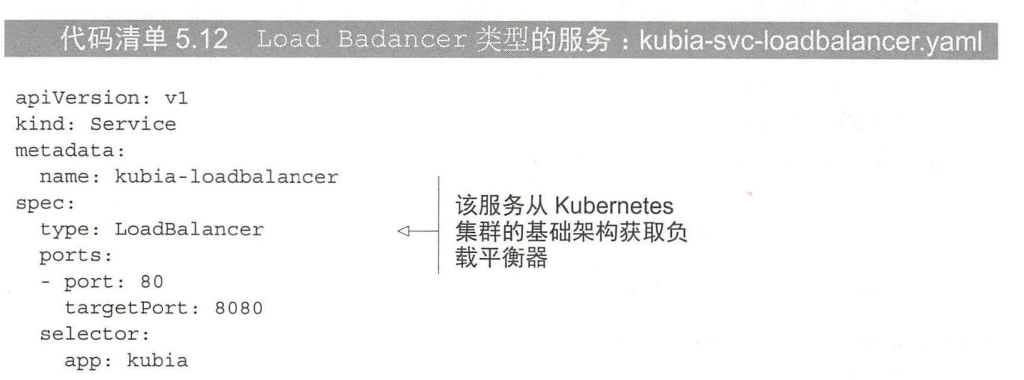 代码清单 5.12 Load Badancer 类型的服务：kubia-svc-loadbalancer.yaml
apiVersion: v1
kind: Service
metadata:
  name: kubia-loadbalancer
spec:
  type: LoadBalancer
  ports:
  - port: 80
    targetPort: 8080
  selector:
    app: kubia
该服务从 Kubernetes
集群的基础架构获取负
载平衡器